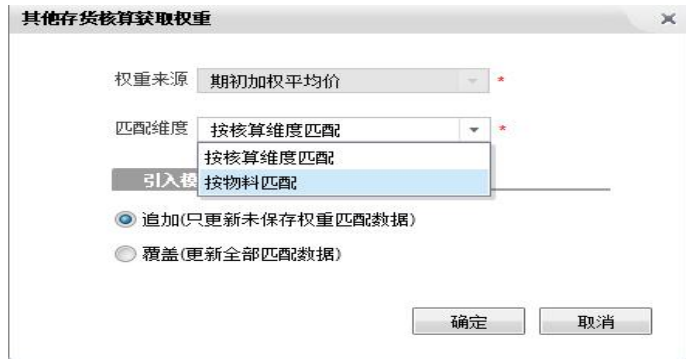 其他存货核算获取权重
权重来源 期初加权平均价 *
匹配维度 按核算维度匹配 *
按核算维度匹配
引入模
按物料匹配
追加(只更新未保存权重匹配数据)
覆盖(更新全部匹配数据)
确定 取消